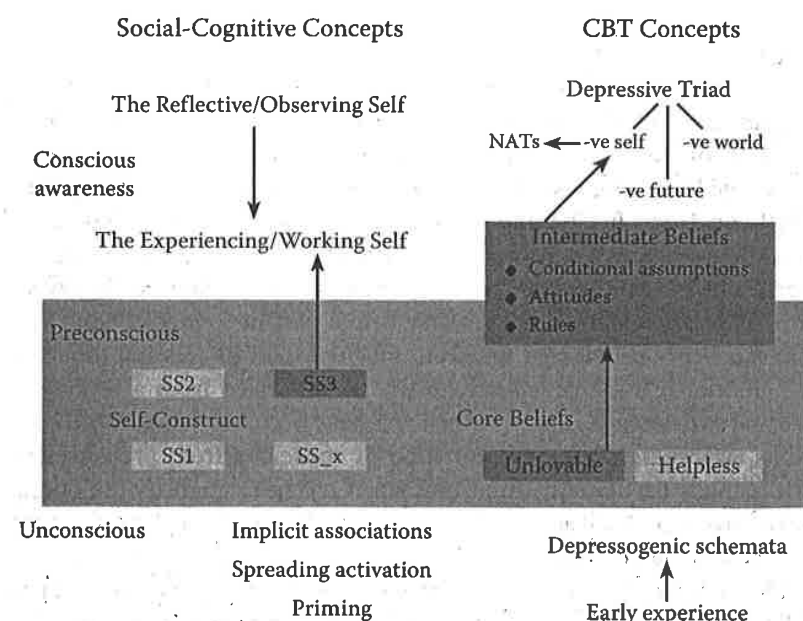 Social-Cognitive Concepts
CBT Concepts
The Reflective/Observing Self
Depressive Triad
NATs
-ve self
-ve world
Conscious
awareness
-ve future
The Experiencing/Working Self
Intermediate Beliefs
Conditional assumptions
Attitudes
Rules
Preconscious
SS2
SS3
Self-Construct
Core Beliefs
SS1
SS_x
Unlovable
Helpless
Unconscious
Implicit associations
Depressogenic schemata
Spreading activation
Priming
Early experience